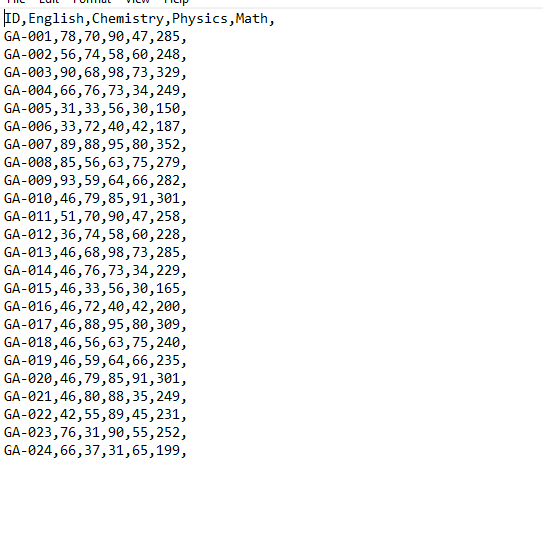 File Edit Format View Help
ID,English,Chemistry,Physics,Math,
GA-001,78,70,90,47,285,
GA-002,56,74,58,60,248,
GA-003,90,68,98,73,329,
GA-004,66,76,73,34,249,
GA-005,31,33,56,30,150,
GA-006,33,72,40,42,187,
GA-007,89,88,95,80,352,
GA-008,85,56,63,75,279,
GA-009,93,59,64,66,282,
GA-010,46,79,85,91,301,
GA-011,51,70,90,47,258,
GA-012,36,74,58,60,228,
GA-013,46,68,98,73,285,
GA-014,46,76,73,34,229,
GA-015,46,33,56,30,165,
GA-016,46,72,40,42,200,
GA-017,46,88,95,80,309,
GA-018,46,56,63,75,240,
GA-019,46,59,64,66,235,
GA-020,46,79,85,91,301,
GA-021,46,80,88,35,249,
GA-022,42,55,89,45,231,
GA-023,76,31,90,55,252,
GA-024,66,37,31,65,199,